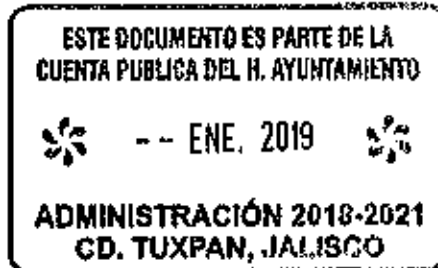 ESTE DOCUMENTO ES PARTE DE LA
CUENTA PUBLICA DEL H. AYUNTAMIENTO
-- ENE. 2019
ADMINISTRACIÓN 2018-2021
CD. TUXPAN, JALISCO